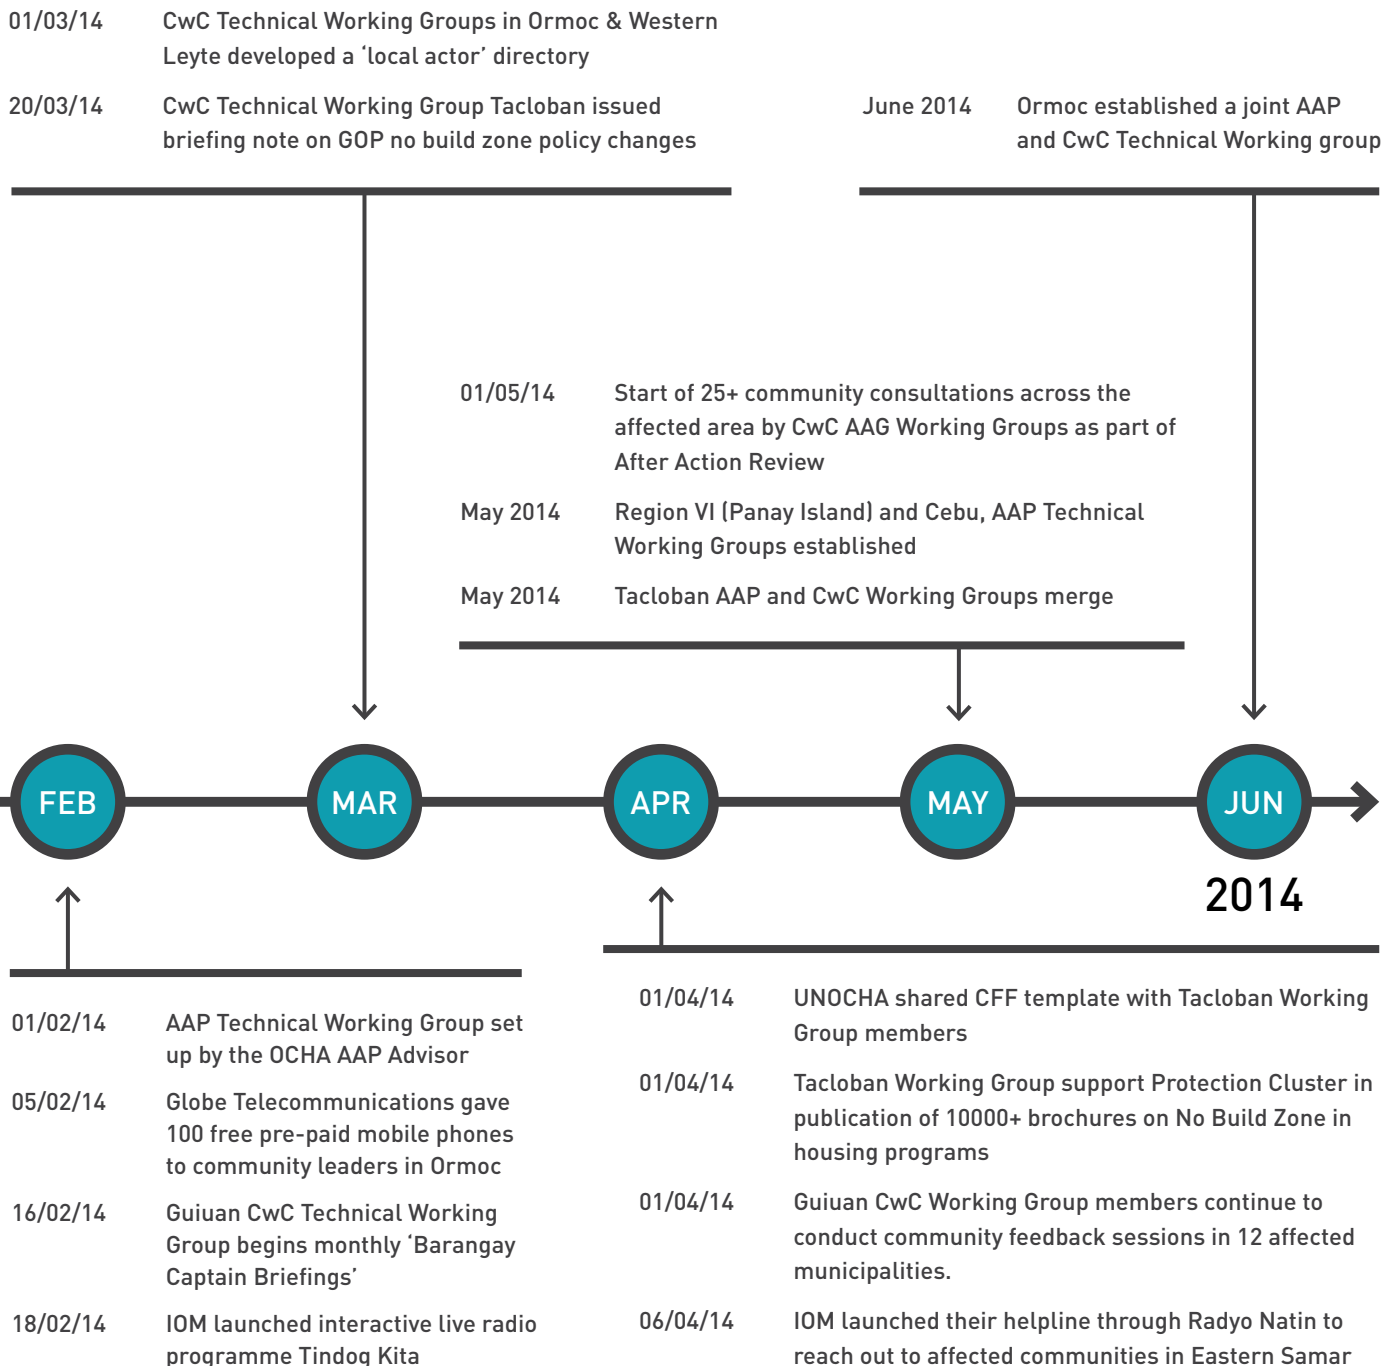 01/03/14 CwC Technical Working Groups in Ormoc & Western
Leyte developed a ‘local actor’ directory
20/03/14 CwC Technical Working Group Tacloban issued
briefing note on GOP no build zone policy changes
June 2014 Ormoc established a joint AAP
and CwC Technical Working group
01/05/14 Start of 25+ community consultations across the
affected area by CwC AAG Working Groups as part of
After Action Review
May 2014 Region VI (Panay Island) and Cebu, AAP Technical
Working Groups established
May 2014 Tacloban AAP and CwC Working Groups merge
FEB MAR APR MAY JUN
2014
01/02/14 AAP Technical Working Group set
up by the OCHA AAP Advisor
05/02/14 Globe Telecommunications gave
100 free pre-paid mobile phones
to community leaders in Ormoc
16/02/14 Guiuan CwC Technical Working
Group begins monthly ‘Barangay
Captain Briefings’
18/02/14 IOM launched interactive live radio
programme Tindog Kita
01/04/14 UNOCHA shared CFF template with Tacloban Working
Group members
01/04/14 Tacloban Working Group support Protection Cluster in
publication of 10000+ brochures on No Build Zone in
housing programs
01/04/14 Guiuan CwC Working Group members continue to
conduct community feedback sessions in 12 affected
municipalities.
06/04/14 IOM launched their helpline through Radyo Natin to
reach out to affected communities in Eastern Samar